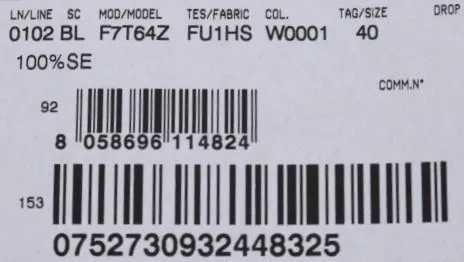 LN/LINE SC MOD/MODEL TES/FABRIC COL. TAG/SIZE DROP
0102 BL F7T64Z FU1HS W0001 40
100%SE
COMM.N°
92
8 058696 114824
153
0752730932448325